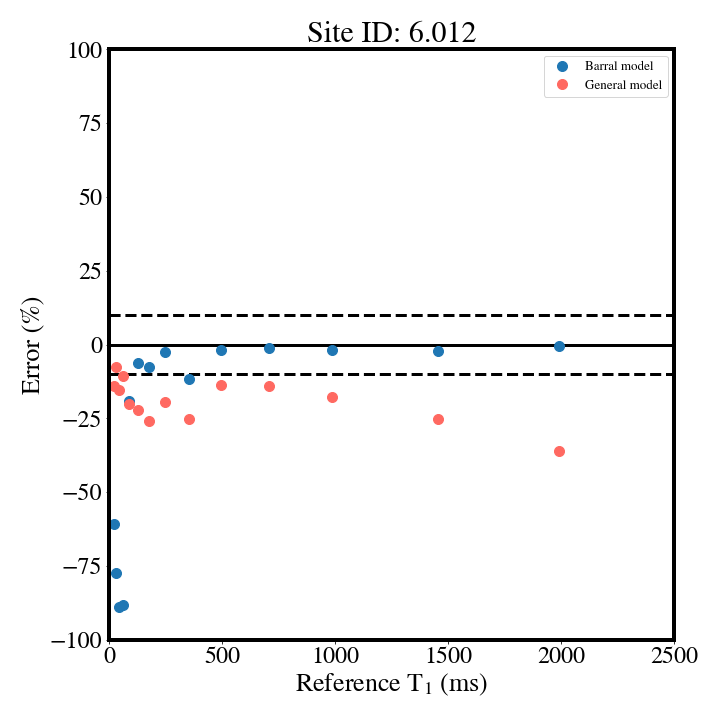 Site ID: 6.012
100
75
50
25
0
−25
−50
−75
−100
Error (%)
Barral model
General model
0 500 1000 1500 2000 2500
Reference T₁ (ms)